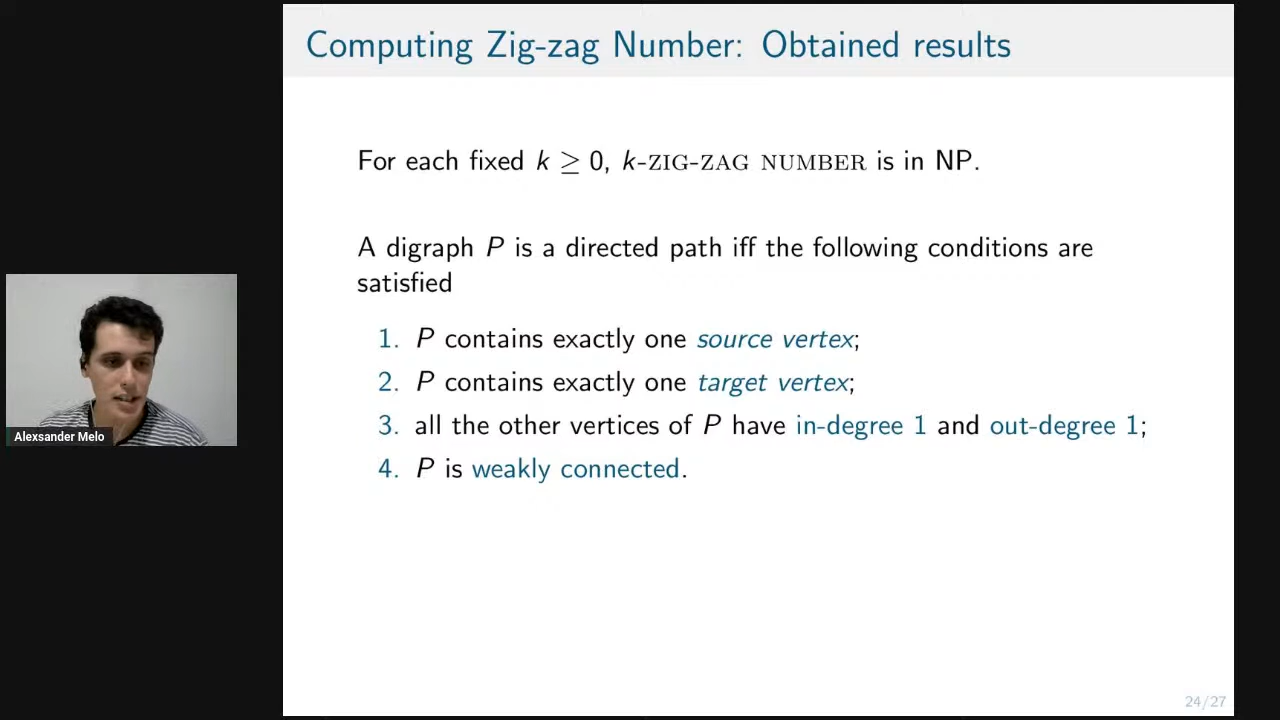 Computing Zig-zag Number: Obtained results
For each fixed k ≥ 0, k-ZIG-ZAG NUMBER is in NP.
A digraph P is a directed path iff the following conditions are
satisfied
1. P contains exactly one source vertex;
2. P contains exactly one target vertex;
3. all the other vertices of P have in-degree 1 and out-degree 1;
4. P is weakly connected.
Alexsander Melo
24/27